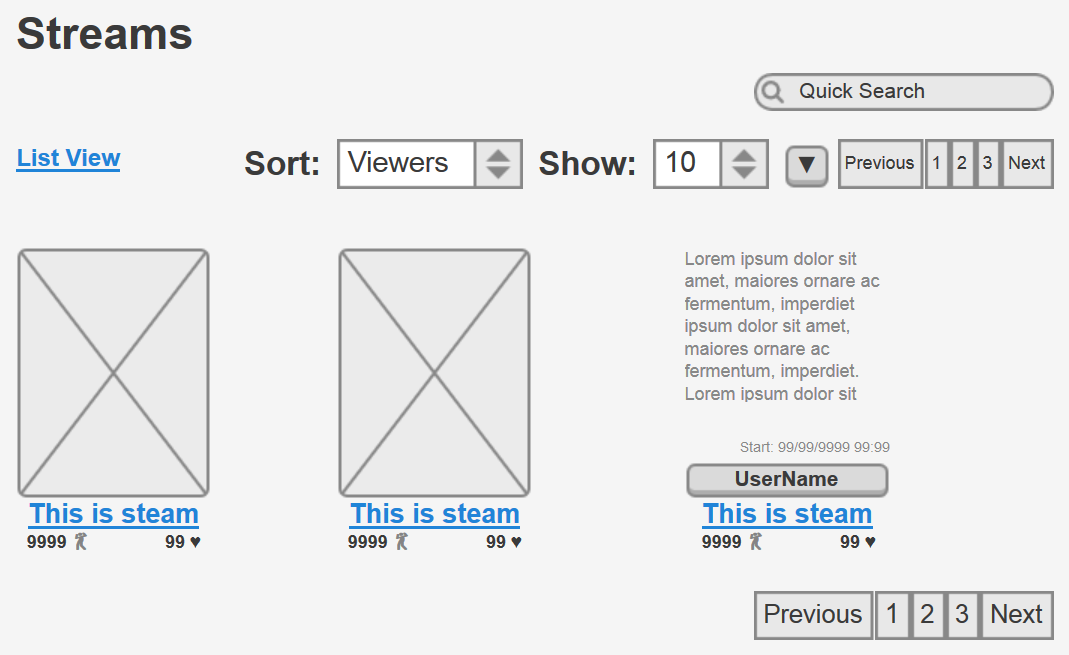 Streams
Quick Search
List View Sort: Viewers Show: 10 ▼ Previous 1 2 3 Next
Lorem ipsum dolor sit
amet, maiores ornare ac
fermentum, imperdiet
ipsum dolor sit amet,
maiores ornare ac
fermentum, imperdiet.
Lorem ipsum dolor sit
Start: 99/99/9999 99:99
UserName
This is steam This is steam This is steam
9999 99 ♥ 9999 99 ♥ 9999 99 ♥
Previous 1 2 3 Next